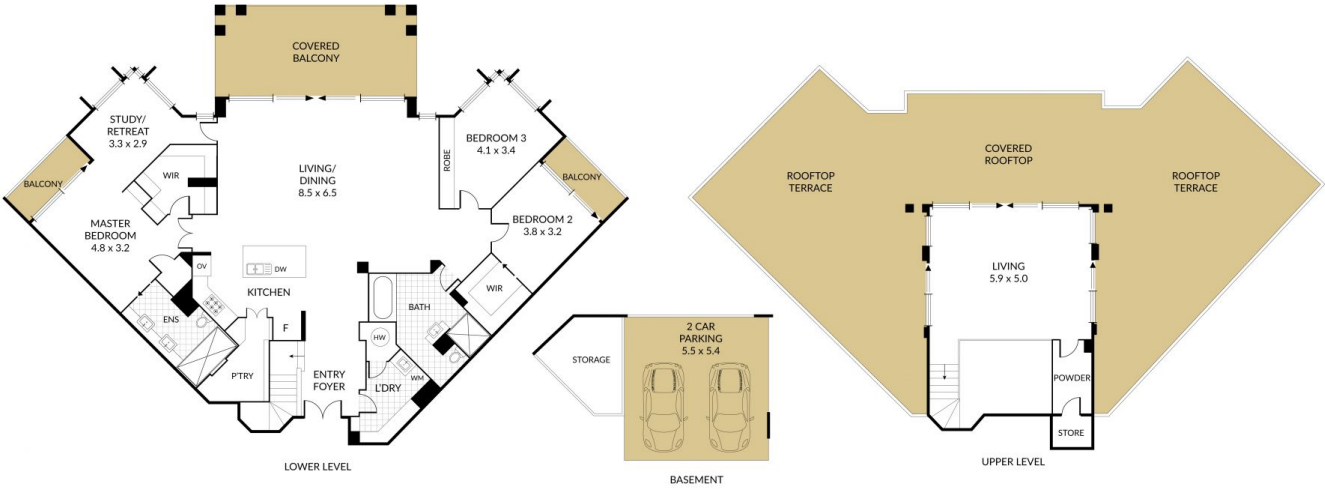 COVERED
BALCONY
STUDY/
RETREAT
3.3 x 2.9
BEDROOM 3
4.1 x 3.4
ROBE
WIR
LIVING/
DINING
8.5 x 6.5
BALCONY
BALCONY
MASTER
BEDROOM
4.8 x 3.2
BEDROOM 2
3.8 x 3.2
OV
DW
KITCHEN
BATH
WIR
ENS
F
HW
P'TRY
ENTRY
FOYER
L'DRY
WM
LOWER LEVEL
STORAGE
2 CAR
PARKING
5.5 x 5.4
BASEMENT
COVERED
ROOFTOP
ROOFTOP
TERRACE
ROOFTOP
TERRACE
LIVING
5.9 x 5.0
POWDER
STORE
UPPER LEVEL